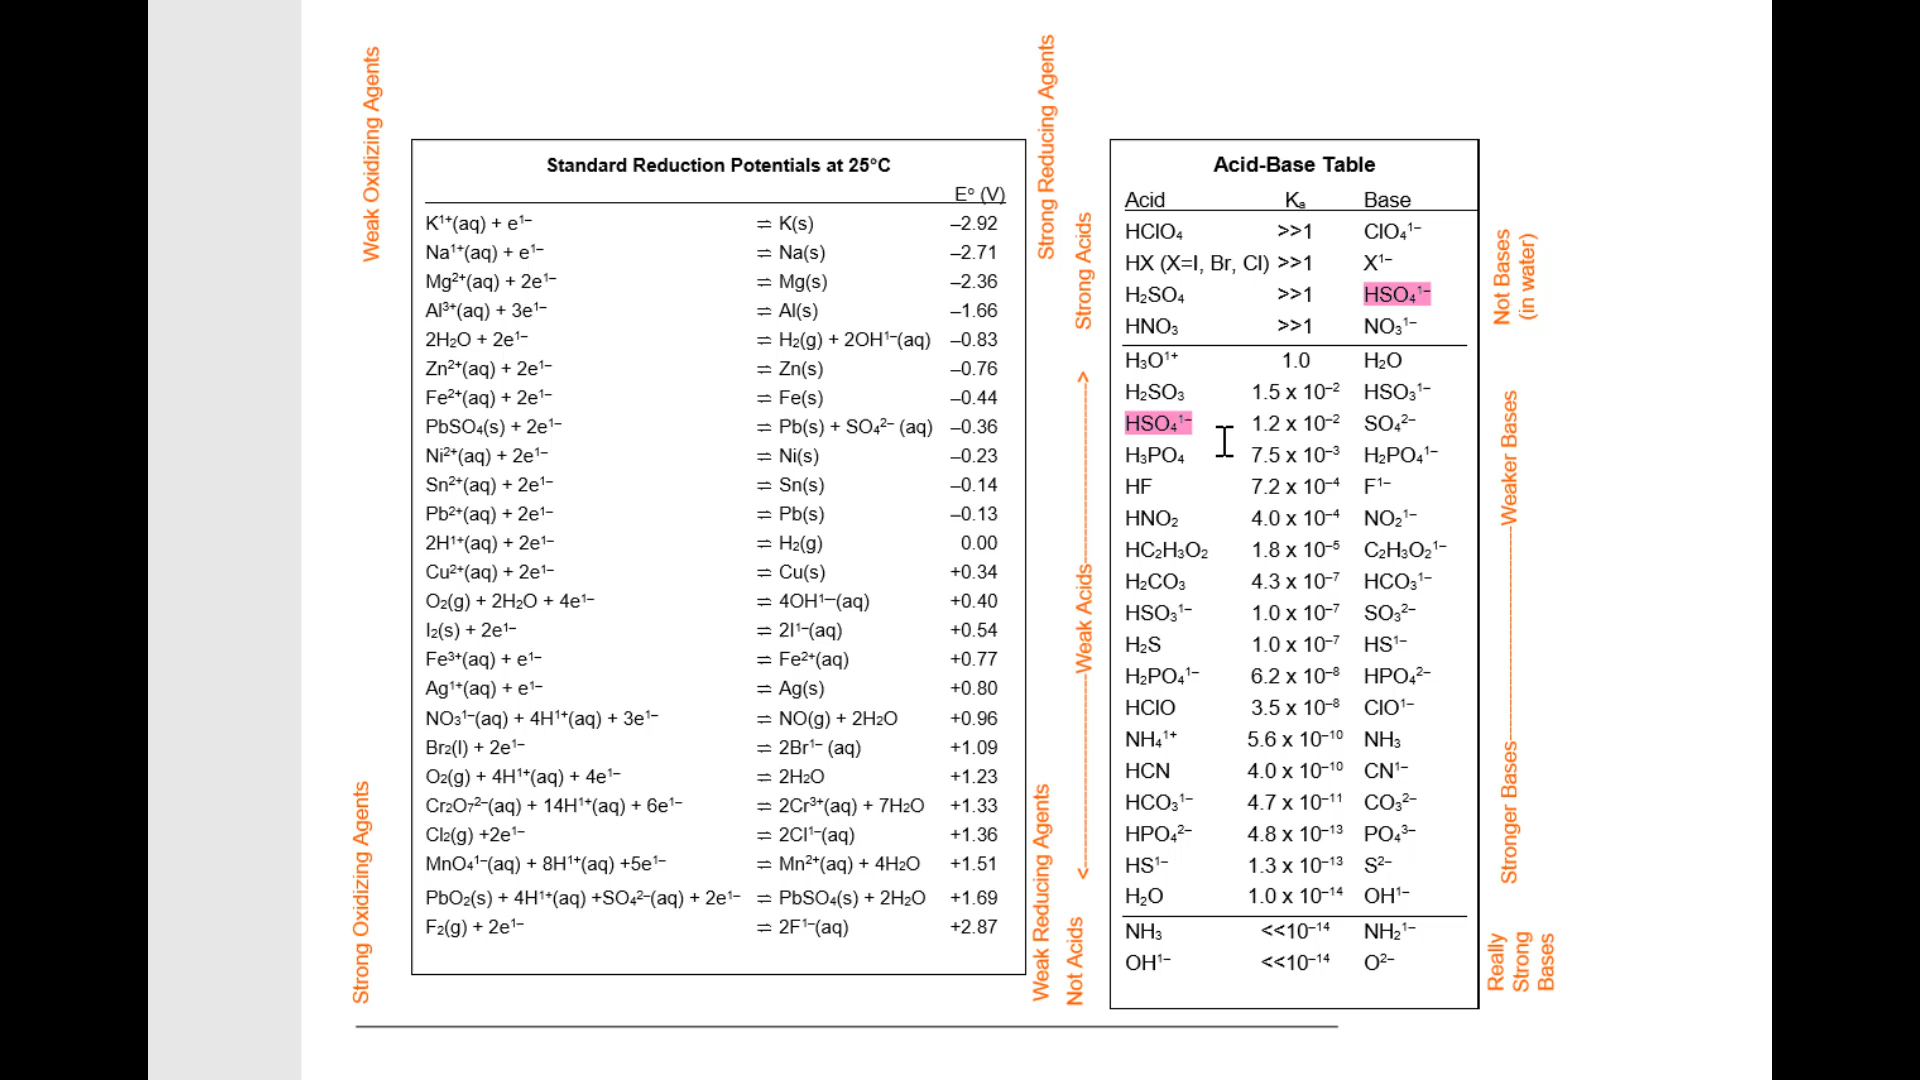 Weak Oxidizing Agents
Strong Oxidizing Agents
Standard Reduction Potentials at 25°C
E° (V)
K¹⁺(aq) + e¹⁻ ⇌ K(s) –2.92
Na¹⁺(aq) + e¹⁻ ⇌ Na(s) –2.71
Mg²⁺(aq) + 2e¹⁻ ⇌ Mg(s) –2.36
Al³⁺(aq) + 3e¹⁻ ⇌ Al(s) –1.66
2H₂O + 2e¹⁻ ⇌ H₂(g) + 2OH¹⁻(aq) –0.83
Zn²⁺(aq) + 2e¹⁻ ⇌ Zn(s) –0.76
Fe²⁺(aq) + 2e¹⁻ ⇌ Fe(s) –0.44
PbSO₄(s) + 2e¹⁻ ⇌ Pb(s) + SO₄²⁻ (aq) –0.36
Ni²⁺(aq) + 2e¹⁻ ⇌ Ni(s) –0.23
Sn²⁺(aq) + 2e¹⁻ ⇌ Sn(s) –0.14
Pb²⁺(aq) + 2e¹⁻ ⇌ Pb(s) –0.13
2H¹⁺(aq) + 2e¹⁻ ⇌ H₂(g) 0.00
Cu²⁺(aq) + 2e¹⁻ ⇌ Cu(s) +0.34
O₂(g) + 2H₂O + 4e¹⁻ ⇌ 4OH¹⁻(aq) +0.40
I₂(s) + 2e¹⁻ ⇌ 2I¹⁻(aq) +0.54
Fe³⁺(aq) + e¹⁻ ⇌ Fe²⁺(aq) +0.77
Ag¹⁺(aq) + e¹⁻ ⇌ Ag(s) +0.80
NO₃¹⁻(aq) + 4H¹⁺(aq) + 3e¹⁻ ⇌ NO(g) + 2H₂O +0.96
Br₂(l) + 2e¹⁻ ⇌ 2Br¹⁻ (aq) +1.09
O₂(g) + 4H¹⁺(aq) + 4e¹⁻ ⇌ 2H₂O +1.23
Cr₂O₇²⁻(aq) + 14H¹⁺(aq) + 6e¹⁻ ⇌ 2Cr³⁺(aq) + 7H₂O +1.33
Cl₂(g) +2e¹⁻ ⇌ 2Cl¹⁻(aq) +1.36
MnO₄¹⁻(aq) + 8H¹⁺(aq) +5e¹⁻ ⇌ Mn²⁺(aq) + 4H₂O +1.51
PbO₂(s) + 4H¹⁺(aq) +SO₄²⁻(aq) + 2e¹⁻ ⇌ PbSO₄(s) + 2H₂O +1.69
F₂(g) + 2e¹⁻ ⇌ 2F¹⁻(aq) +2.87
Strong Reducing Agents
Weak Reducing Agents
Strong Acids
<------Weak Acids------>
Not Acids
Acid-Base Table
Acid Kₐ Base
HClO₄ >>1 ClO₄¹⁻
HX (X=I, Br, Cl) >>1 X¹⁻
H₂SO₄ >>1 HSO₄¹⁻
HNO₃ >>1 NO₃¹⁻
H₃O¹⁺ 1.0 H₂O
H₂SO₃ 1.5 x 10⁻² HSO₃¹⁻
HSO₄¹⁻ 1.2 x 10⁻² SO₄²⁻
H₃PO₄ 7.5 x 10⁻³ H₂PO₄¹⁻
HF 7.2 x 10⁻⁴ F¹⁻
HNO₂ 4.0 x 10⁻⁴ NO₂¹⁻
HC₂H₃O₂ 1.8 x 10⁻⁵ C₂H₃O₂¹⁻
H₂CO₃ 4.3 x 10⁻⁷ HCO₃¹⁻
HSO₃¹⁻ 1.0 x 10⁻⁷ SO₃²⁻
H₂S 1.0 x 10⁻⁷ HS¹⁻
H₂PO₄¹⁻ 6.2 x 10⁻⁸ HPO₄²⁻
HClO 3.5 x 10⁻⁸ ClO¹⁻
NH₄¹⁺ 5.6 x 10⁻¹⁰ NH₃
HCN 4.0 x 10⁻¹⁰ CN¹⁻
HCO₃¹⁻ 4.7 x 10⁻¹¹ CO₃²⁻
HPO₄²⁻ 4.8 x 10⁻¹³ PO₄³⁻
HS¹⁻ 1.3 x 10⁻¹³ S²⁻
H₂O 1.0 x 10⁻¹⁴ OH¹⁻
NH₃ <<10⁻¹⁴ NH₂¹⁻
OH¹⁻ <<10⁻¹⁴ O²⁻
Not Bases
(in water)
Stronger Bases------Weaker Bases
Really
Strong
Bases